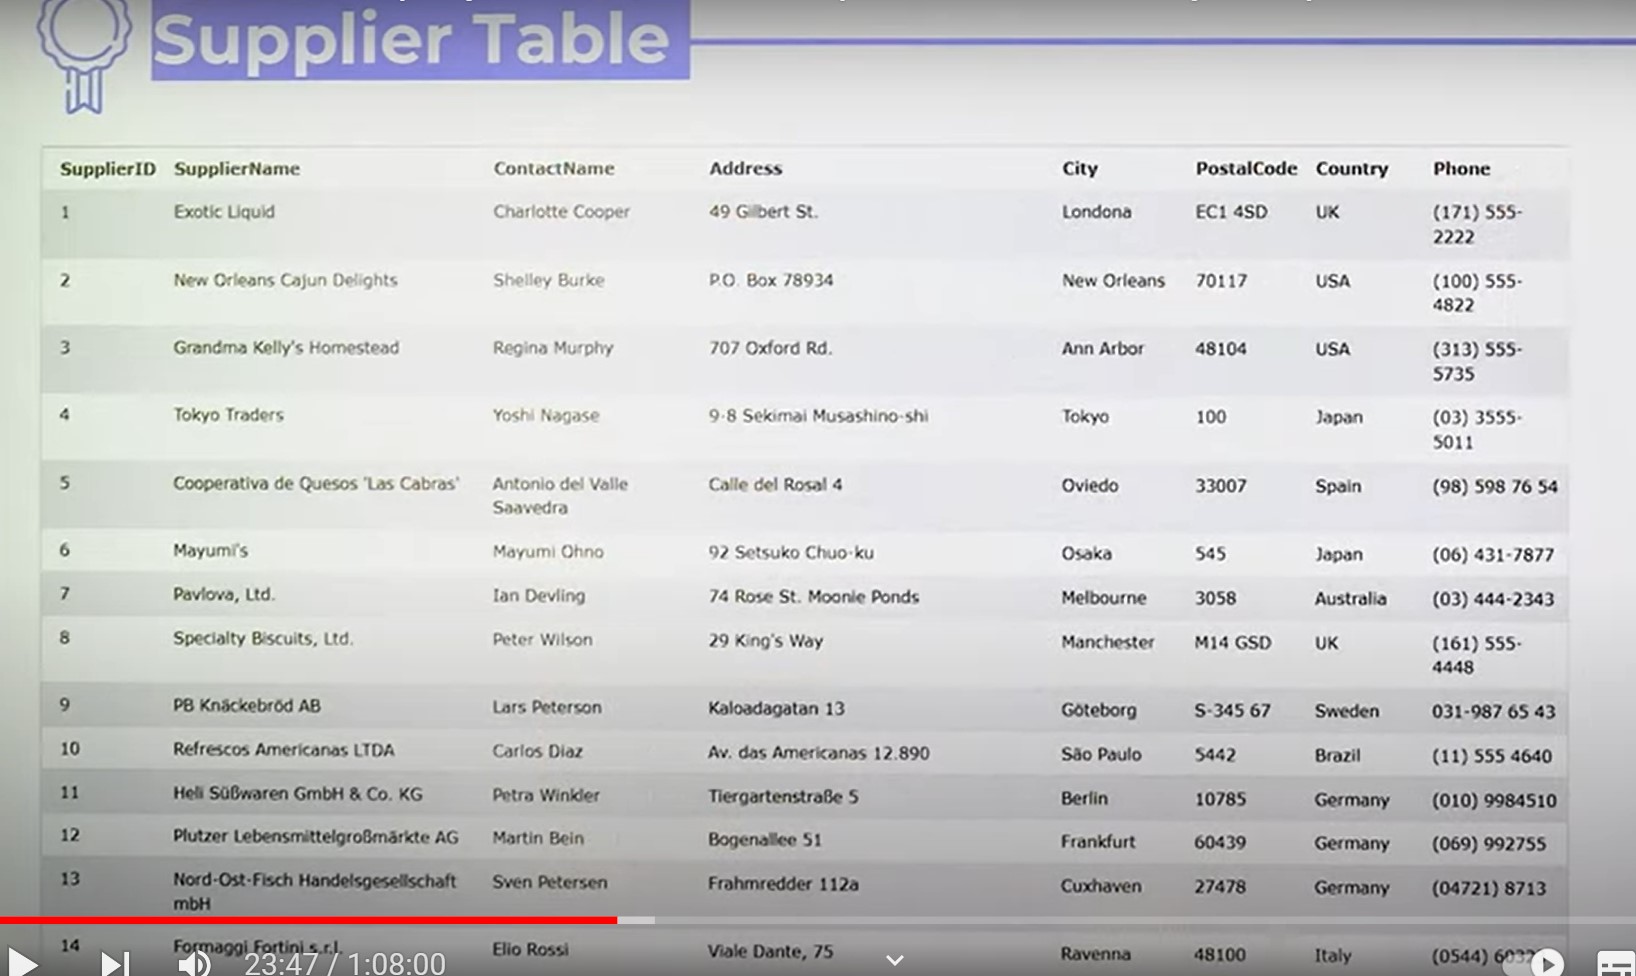 Supplier Table
SupplierID SupplierName ContactName Address City PostalCode Country Phone
1 Exotic Liquid Charlotte Cooper 49 Gilbert St. Londona EC1 4SD UK (171) 555-
2222
2 New Orleans Cajun Delights Shelley Burke P.O. Box 78934 New Orleans 70117 USA (100) 555-
4822
3 Grandma Kelly's Homestead Regina Murphy 707 Oxford Rd. Ann Arbor 48104 USA (313) 555-
5735
4 Tokyo Traders Yoshi Nagase 9-8 Sekimai Musashino-shi Tokyo 100 Japan (03) 3555-
5011
5 Cooperativa de Quesos 'Las Cabras' Antonio del Valle Calle del Rosal 4 Oviedo 33007 Spain (98) 598 76 54
Saavedra
6 Mayumi's Mayumi Ohno 92 Setsuko Chuo-ku Osaka 545 Japan (06) 431-7877
7 Pavlova, Ltd. Ian Devling 74 Rose St. Moonie Ponds Melbourne 3058 Australia (03) 444-2343
8 Specialty Biscuits, Ltd. Peter Wilson 29 King's Way Manchester M14 GSD UK (161) 555-
4448
9 PB Knäckebröd AB Lars Peterson Kaloadagatan 13 Göteborg S-345 67 Sweden 031-987 65 43
10 Refrescos Americanas LTDA Carlos Diaz Av. das Americanas 12.890 São Paulo 5442 Brazil (11) 555 4640
11 Heli Süßwaren GmbH & Co. KG Petra Winkler Tiergartenstraße 5 Berlin 10785 Germany (010) 9984510
12 Plutzer Lebensmittelgroßmärkte AG Martin Bein Bogenallee 51 Frankfurt 60439 Germany (069) 992755
13 Nord-Ost-Fisch Handelsgesellschaft Sven Petersen Frahmredder 112a Cuxhaven 27478 Germany (04721) 8713
mbH
14 Formaggi Fortini s.r.l. Elio Rossi Viale Dante, 75 Ravenna 48100 Italy (0544)
23:47 / 1:08:00